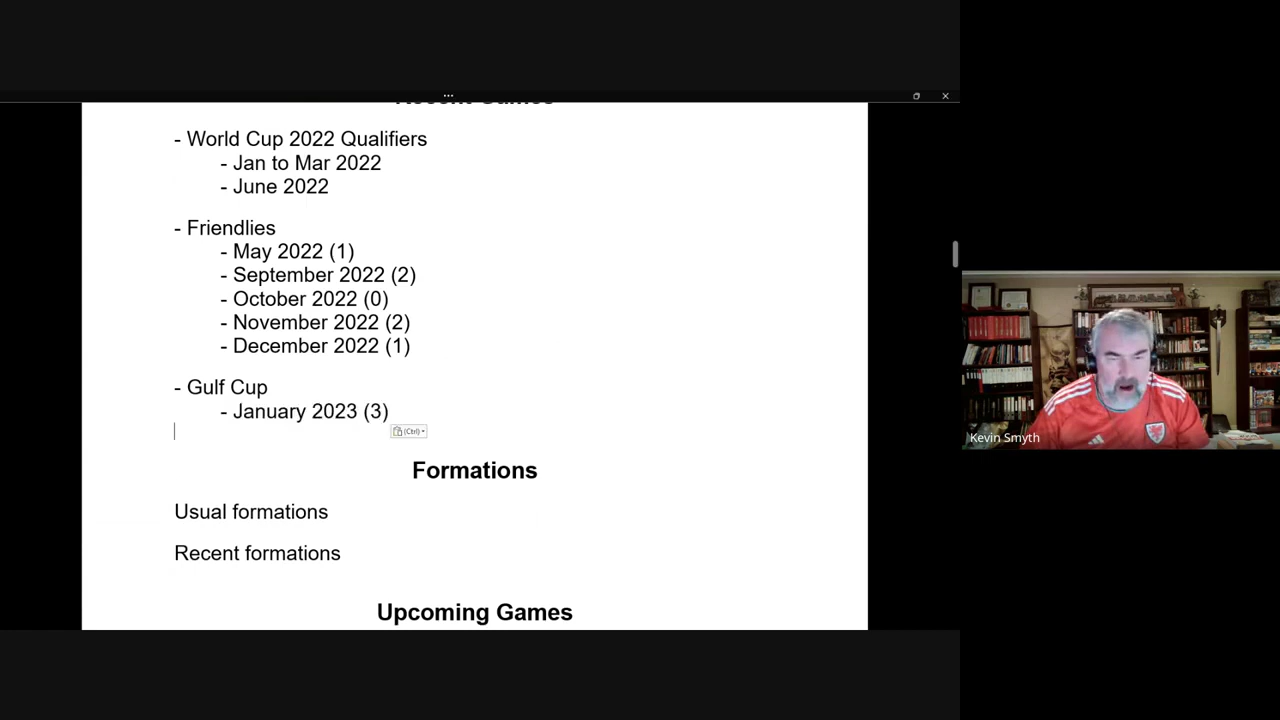 Recent Games
- World Cup 2022 Qualifiers
- Jan to Mar 2022
- June 2022
- Friendlies
- May 2022 (1)
- September 2022 (2)
- October 2022 (0)
- November 2022 (2)
- December 2022 (1)
- Gulf Cup
- January 2023 (3)
(Ctrl)
Formations
Usual formations
Recent formations
Upcoming Games
Kevin Smyth